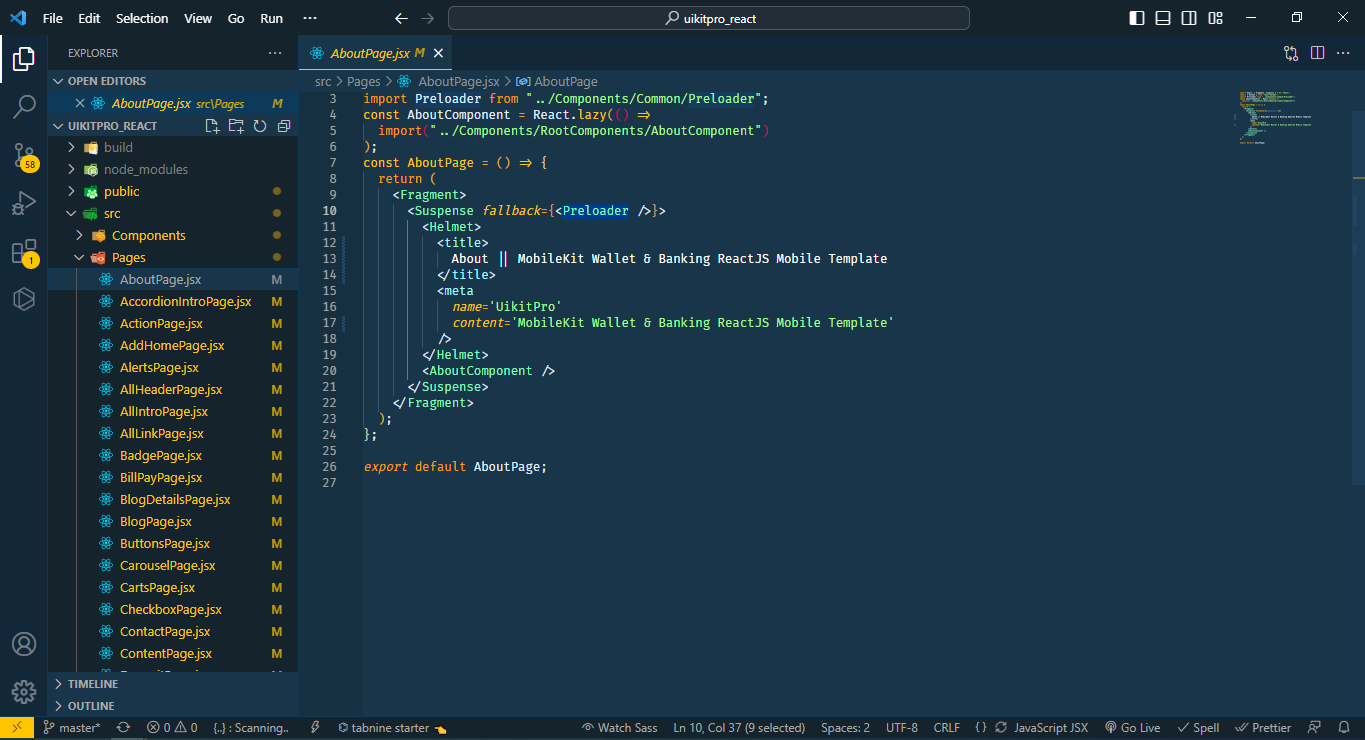 File Edit Selection View Go Run ··· uikitpro_react
EXPLORER ···
OPEN EDITORS
AboutPage.jsx src\Pages M
UIKITPRO_REACT
build
node_modules
public
src
Components
Pages
AboutPage.jsx M
AccordionIntroPage.jsx M
ActionPage.jsx M
AddHomePage.jsx M
AlertsPage.jsx M
AllHeaderPage.jsx M
AllIntroPage.jsx M
AllLinkPage.jsx M
BadgePage.jsx M
BillPayPage.jsx M
BlogDetailsPage.jsx M
BlogPage.jsx M
ButtonsPage.jsx M
CarouselPage.jsx M
CartsPage.jsx M
CheckboxPage.jsx M
ContactPage.jsx M
ContentPage.jsx M
TIMELINE
OUTLINE
58
1
AboutPage.jsx M
src > Pages > AboutPage.jsx > AboutPage
3 import Preloader from "../Components/Common/Preloader";
4 const AboutComponent = React.lazy(() =>
5 import("../Components/RootComponents/AboutComponent")
6 );
7 const AboutPage = () => {
8 return (
9 <Fragment>
10 <Suspense fallback={<Preloader />}>
11 <Helmet>
12 <title>
13 About || MobileKit Wallet & Banking ReactJS Mobile Template
14 </title>
15 <meta
16 name='UikitPro'
17 content='MobileKit Wallet & Banking ReactJS Mobile Template'
18 />
19 </Helmet>
20 <AboutComponent />
21 </Suspense>
22 </Fragment>
23 );
24 };
25
26 export default AboutPage;
27
master* 0 0 {..} : Scanning.. tabnine starter Watch Sass Ln 10, Col 37 (9 selected) Spaces: 2 UTF-8 CRLF {} JavaScript JSX Go Live Spell Prettier